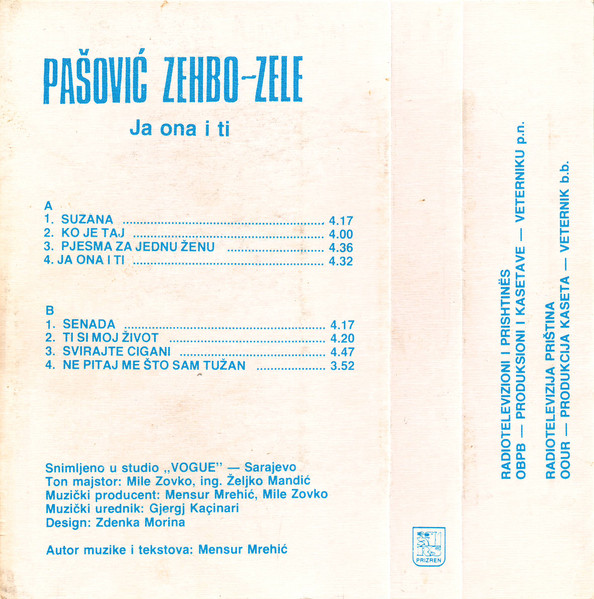 PAŠOVIĆ ZEHBO-ZELE
Ja ona i ti
A
1. SUZANA ........ 4.17
2. KO JE TAJ ........ 4.00
3. PJESMA ZA JEDNU ŽENU ........ 4.36
4. JA ONA I TI ........ 4.32
B
1. SENADA ........ 4.17
2. TI SI MOJ ŽIVOT ........ 4.20
3. SVIRAJTE CIGANI ........ 4.47
4. NE PITAJ ME ŠTO SAM TUŽAN ........ 3.52
Snimljeno u studio ,,VOGUE" — Sarajevo
Ton majstor: Mile Zovko, ing. Željko Mandić
Muzički producent: Mensur Mrehić, Mile Zovko
Muzički urednik: Gjergj Kaçinari
Design: Zdenka Morina
Autor muzike i tekstova: Mensur Mrehić
RADIOTELEVIZIONI I PRISHTINËS
OBPB — PRODUKSIONI I KASETAVE — VETERNIKU p.n.
RADIOTELEVIZIJA PRIŠTINA
OOUR — PRODUKCIJA KASETA — VETERNIK b.b.
PRIZREN